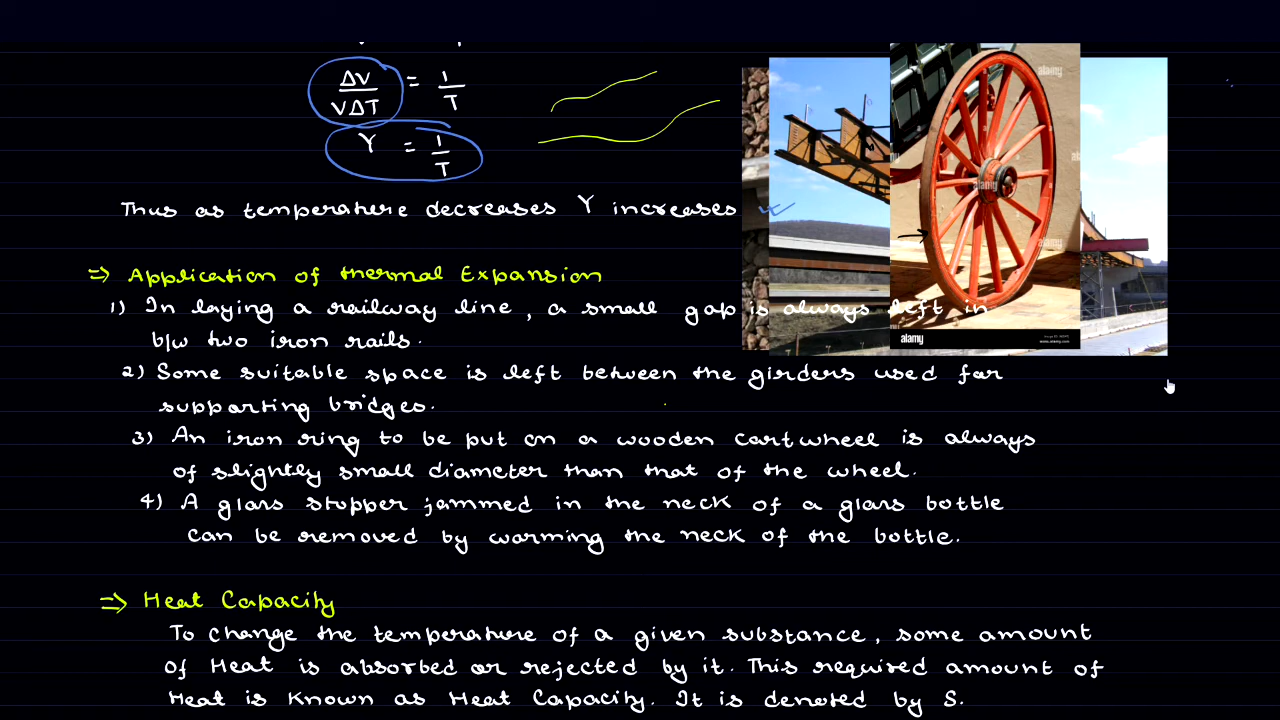 ΔV / VΔT = 1 / T
γ = 1 / T
Thus as temperature decreases γ increases
⇒ Application of thermal Expansion
1) In laying a railway line, a small gap is always left in
b/w two iron rails.
2) Some suitable space is left between the girders used for
supporting bridges.
3) An iron ring to be put on a wooden cartwheel is always
of slightly small diameter than that of the wheel.
4) A glass stopper jammed in the neck of a glass bottle
can be removed by warming the neck of the bottle.
⇒ Heat Capacity
To change the temperature of a given substance, some amount
of Heat is absorbed or rejected by it. This required amount of
Heat is known as Heat Capacity. It is denoted by S.
alamy
alamy
alamy
alamy